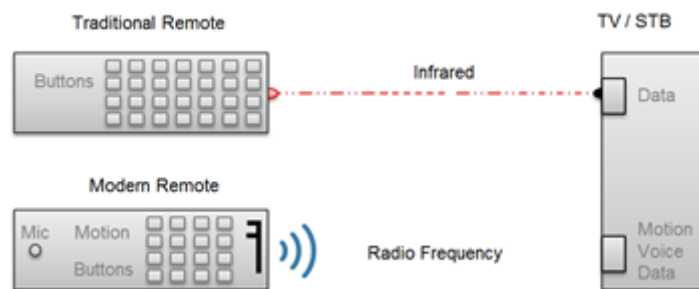 Traditional Remote
TV / STB
Buttons
Infrared
Data
Modern Remote
Mic
Motion
Buttons
Radio Frequency
Motion
Voice
Data